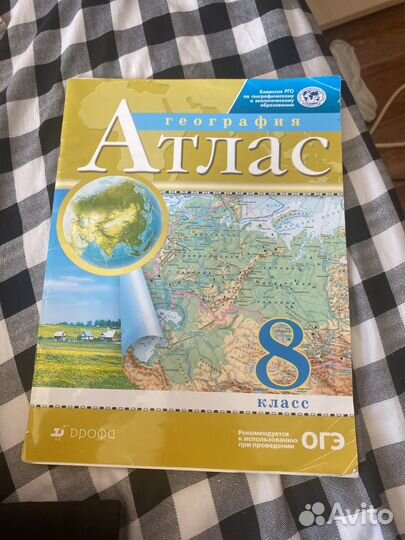 Комиссия РГО
по географическому
и экологическому
образованию
география
Атлас
8
класс
дрофа
Рекомендуется
к использованию
при проведении
ОГЭ
Avito